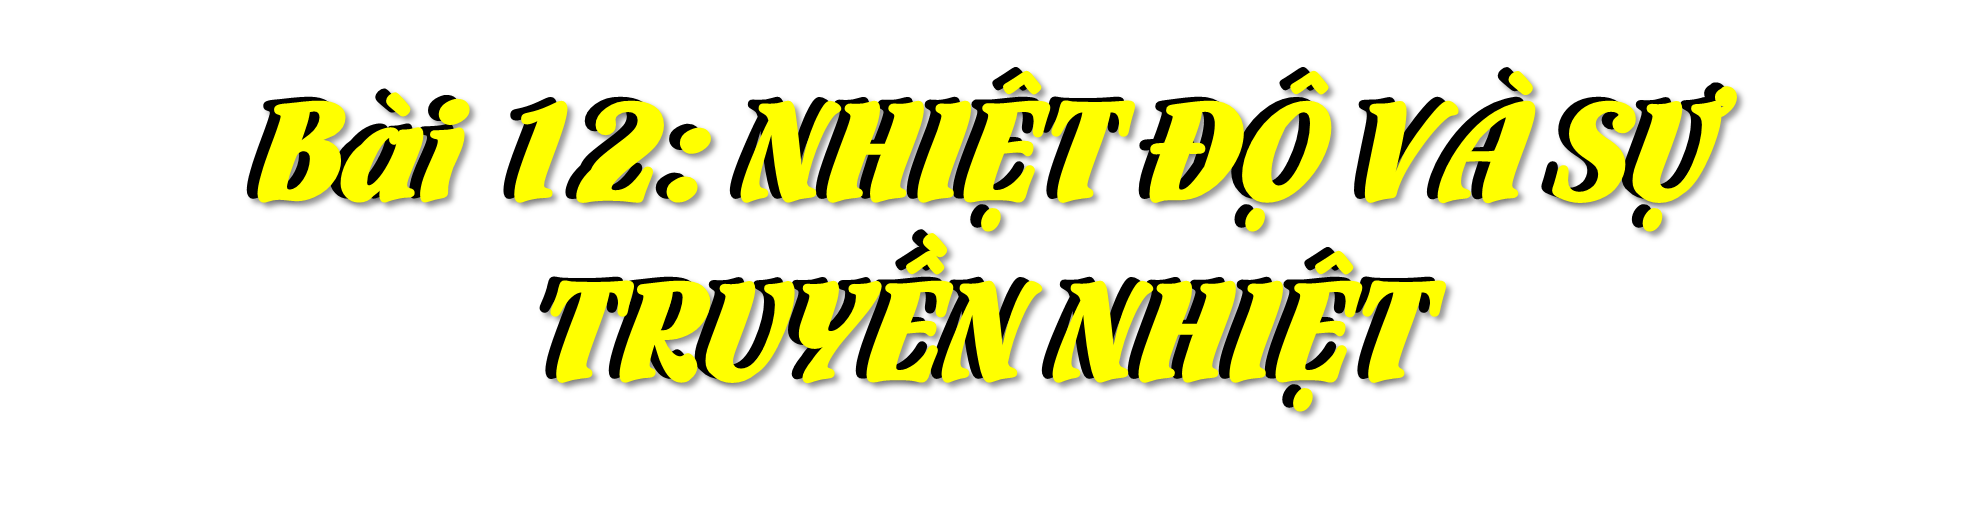 Bài 12: NHIỆT ĐỘ VÀ SỰ
TRUYỀN NHIỆT